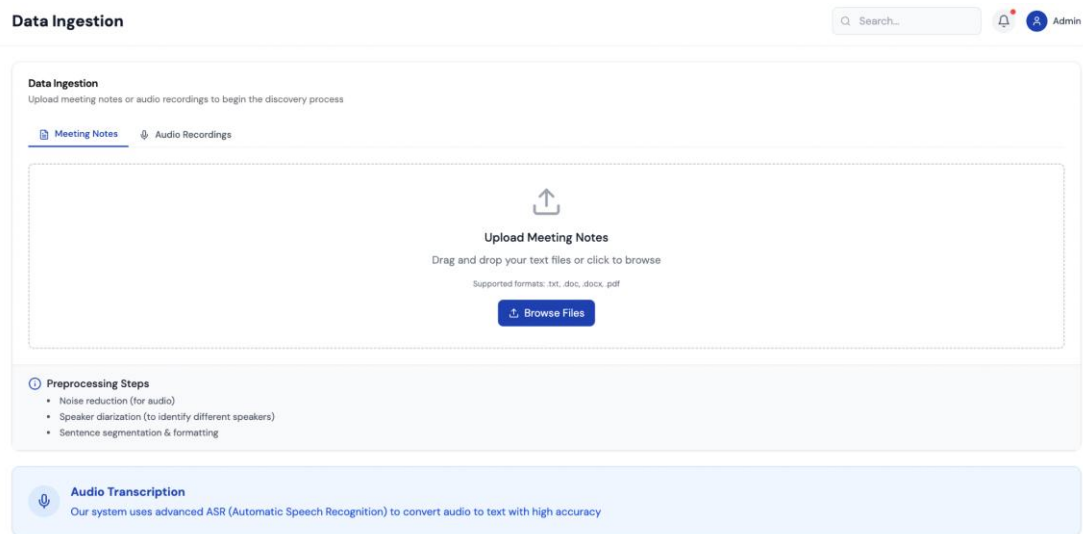 Data Ingestion
Search...
Admin
Data Ingestion
Upload meeting notes or audio recordings to begin the discovery process
Meeting Notes
Audio Recordings
Upload Meeting Notes
Drag and drop your text files or click to browse
Supported formats: .txt, .doc, .docx, .pdf
Browse Files
Preprocessing Steps
• Noise reduction (for audio)
• Speaker diarization (to identify different speakers)
• Sentence segmentation & formatting
Audio Transcription
Our system uses advanced ASR (Automatic Speech Recognition) to convert audio to text with high accuracy